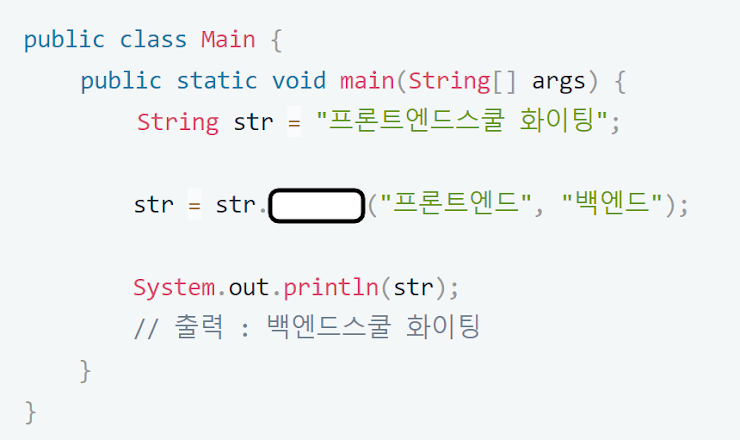 public class Main {
public static void main(String[] args) {
String str = "프론트엔드스쿨 화이팅";
str = str.("프론트엔드", "백엔드");
System.out.println(str);
// 출력 : 백엔드스쿨 화이팅
}
}